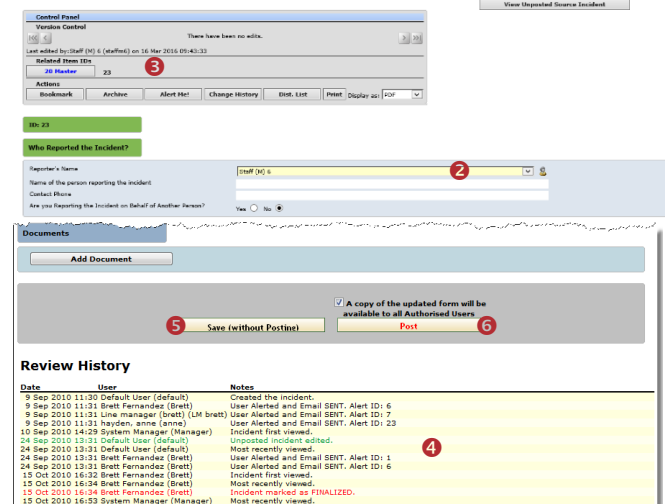 View Unposted Source Incident
Control Panel
Version Control
There have been no edits.
Last edited by:Staff (M) 6 (staffm6) on 16 Mar 2016 09:43:33
Related Item IDs
20 Master 23
3
Actions
Bookmark Archive Alert Me! Change History Dist. List Print Display as: PDF
ID: 23
Who Reported the Incident?
Reporter's Name Staff (M) 6 2
Name of the person reporting the incident
Contact Phone
Are you Reporting the Incident on Behalf of Another Person? Yes No
Documents
Add Document
A copy of the updated form will be
available to all Authorised Users
5 Save (without Posting) Post 6
Review History
Date User Notes
9 Sep 2010 11:30 Default User (default) Created the incident.
9 Sep 2010 11:31 Brett Fernandez (Brett) User Alerted and Email SENT. Alert ID: 6
9 Sep 2010 11:31 Line manager (brett) (LM brett) User Alerted and Email SENT. Alert ID: 7
9 Sep 2010 11:31 hayden, anne (anne) User Alerted and Email SENT. Alert ID: 23
10 Sep 2010 14:29 System Manager (Manager) Incident first viewed.
24 Sep 2010 13:31 Default User (default) Unposted incident edited.
24 Sep 2010 13:31 Default User (default) Most recently viewed.
4
24 Sep 2010 13:31 Brett Fernandez (Brett) User Alerted and Email SENT. Alert ID: 1
24 Sep 2010 13:31 Brett Fernandez (Brett) User Alerted and Email SENT. Alert ID: 6
15 Oct 2010 16:32 Brett Fernandez (Brett) Incident first viewed.
15 Oct 2010 16:34 Brett Fernandez (Brett) Most recently viewed.
15 Oct 2010 16:34 Brett Fernandez (Brett) Incident marked as FINALIZED.
15 Oct 2010 16:53 System Manager (Manager) Most recently viewed.